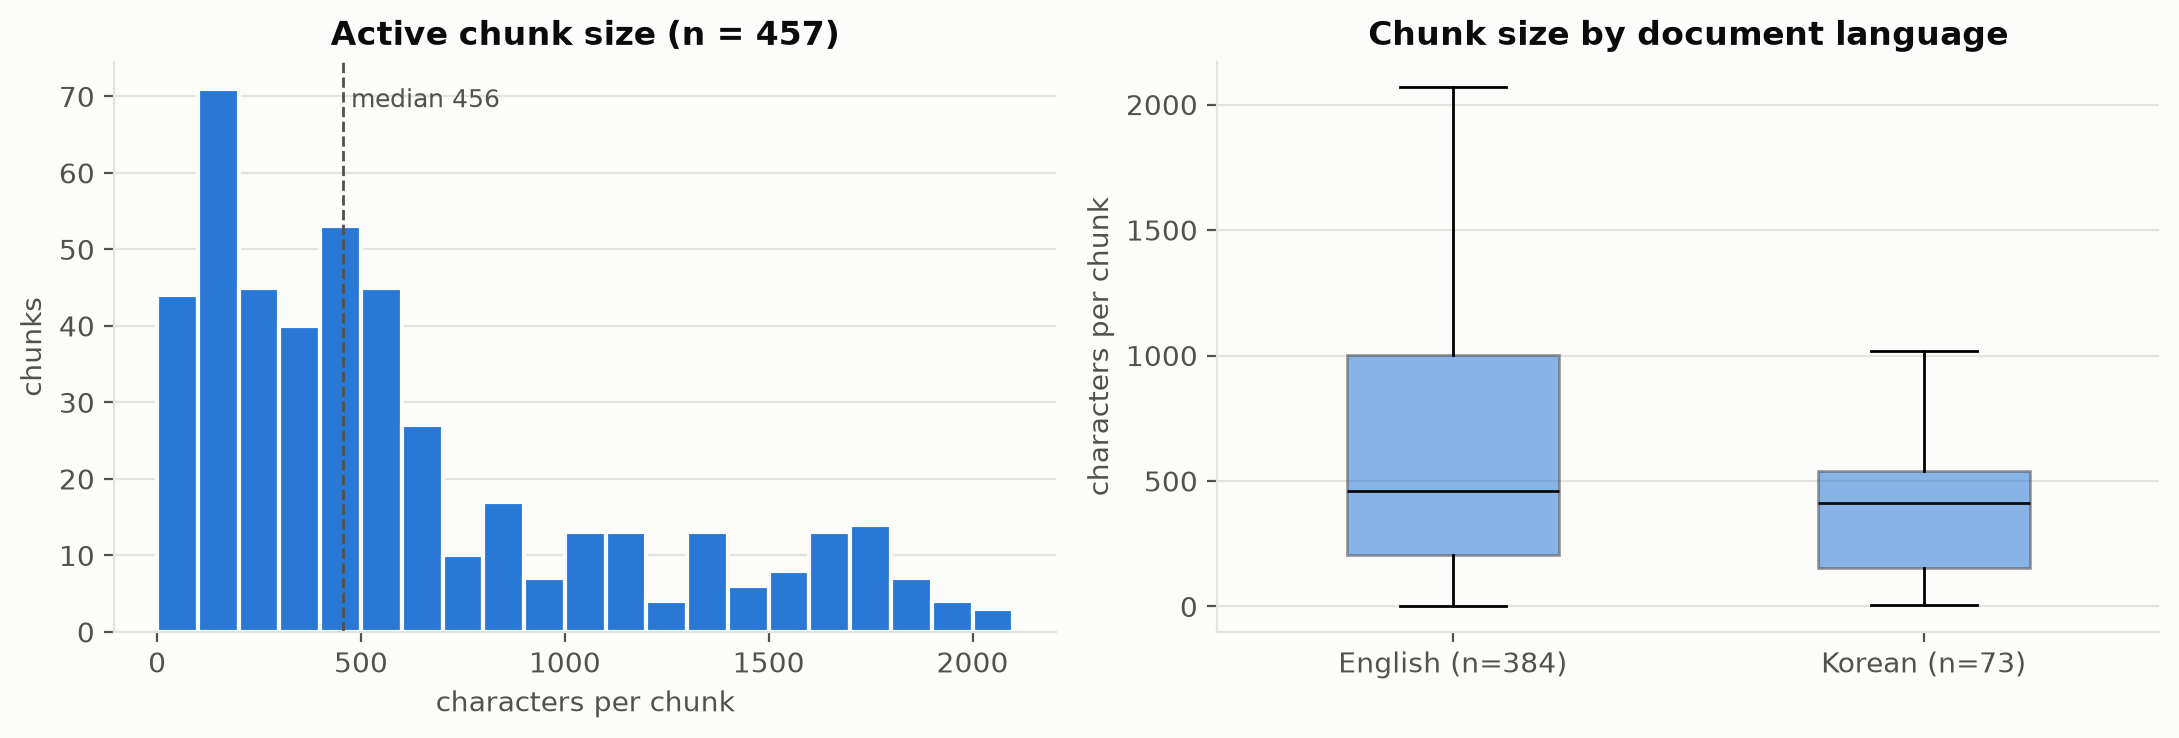 Active chunk size (n = 457)
median 456
70
60
50
40
30
20
10
0
chunks
0 500 1000 1500 2000
characters per chunk
Chunk size by document language
2000
1500
1000
500
0
characters per chunk
English (n=384) Korean (n=73)